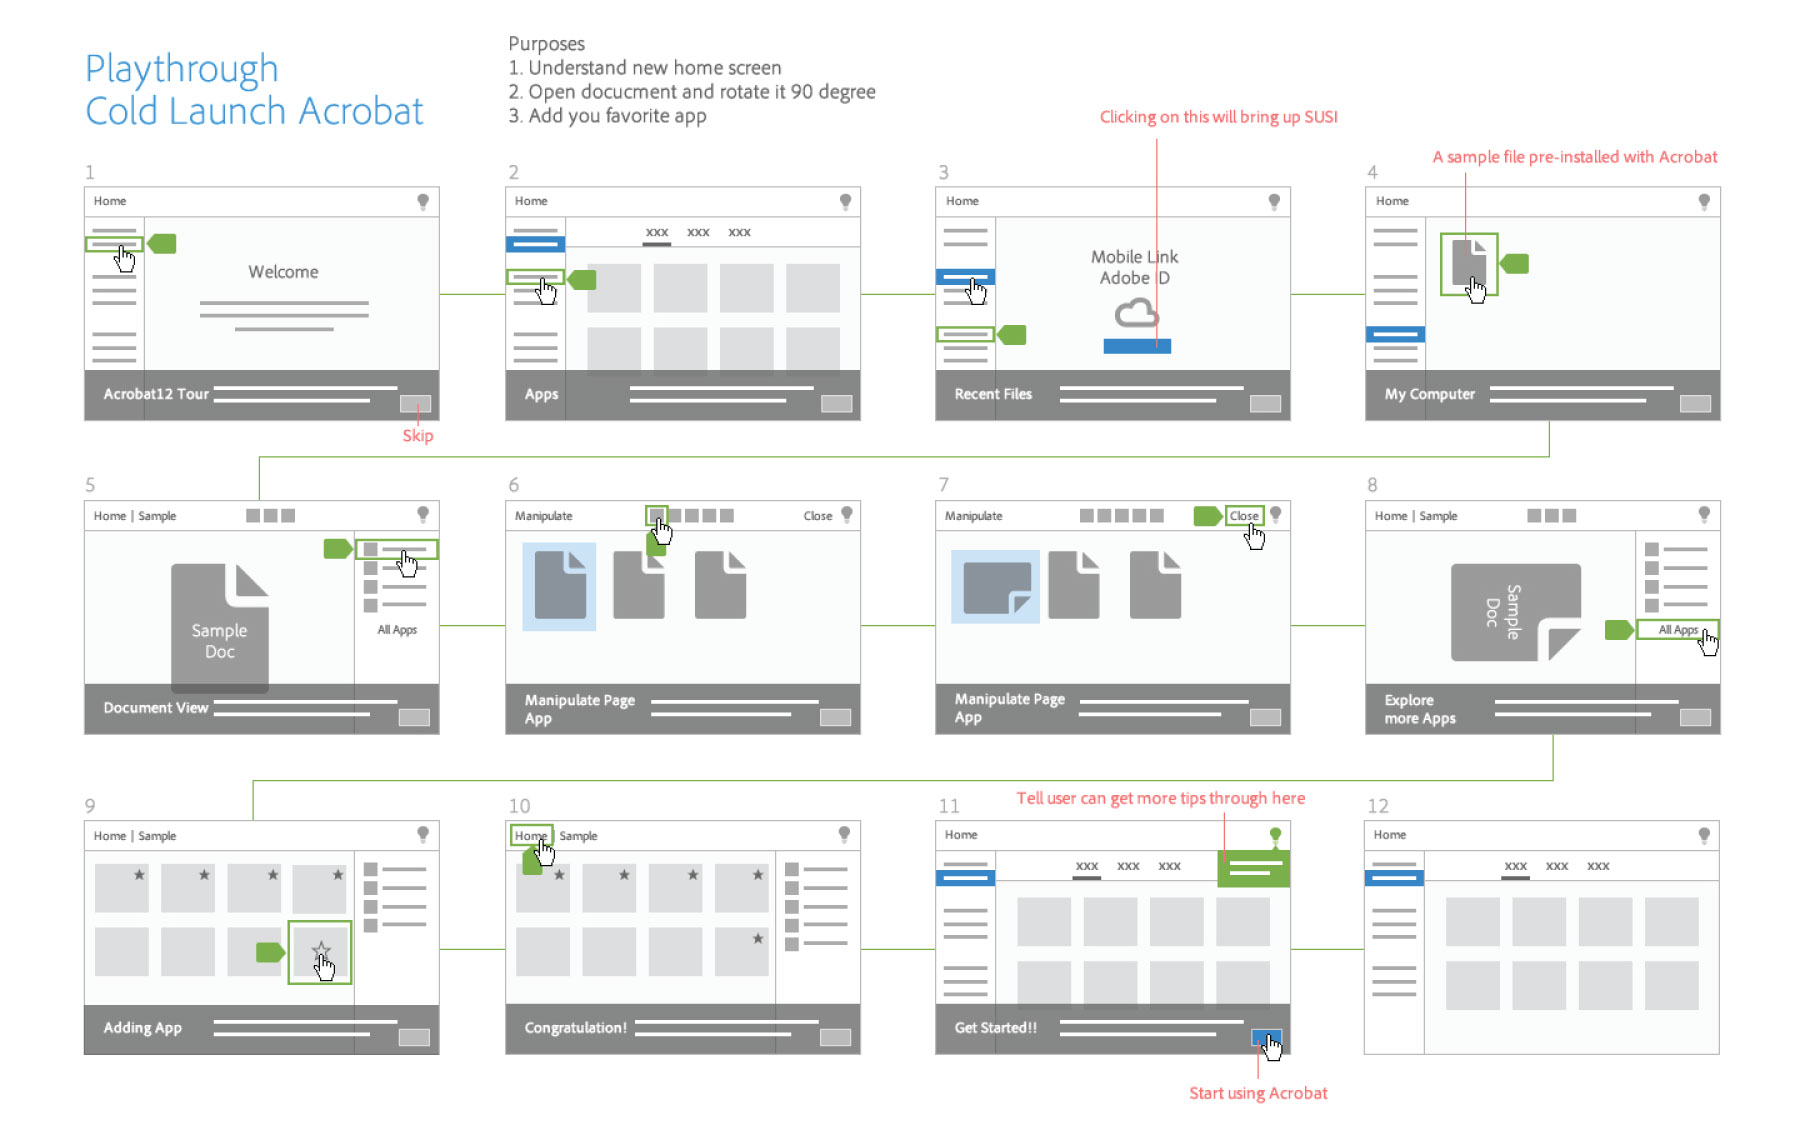 Playthrough
Cold Launch Acrobat
Purposes
1. Understand new home screen
2. Open docucment and rotate it 90 degree
3. Add you favorite app
Clicking on this will bring up SUSI
A sample file pre-installed with Acrobat
1
Home
Welcome
Acrobat12 Tour
Skip
2
Home
xxx xxx xxx
Apps
3
Home
Mobile Link
Adobe ID
Recent Files
4
Home
My Computer
5
Home | Sample
Sample
Doc
All Apps
Document View
6
Manipulate
Close
Manipulate Page
App
7
Manipulate
Close
Manipulate Page
App
8
Home | Sample
Sample
Doc
All Apps
Explore
more Apps
9
Home | Sample
Adding App
10
Home | Sample
Congratulation!
11
Tell user can get more tips through here
Home
xxx xxx xxx
Get Started!!
Start using Acrobat
12
Home
xxx xxx xxx